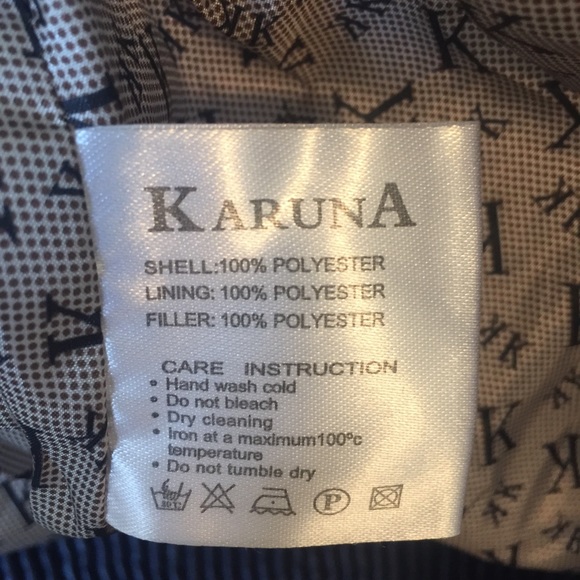 KARUNA
SHELL:100% POLYESTER
LINING: 100% POLYESTER
FILLER: 100% POLYESTER
CARE INSTRUCTION
• Hand wash cold
• Do not bleach
• Dry cleaning
• Iron at a maximum100ºc
temperature
• Do not tumble dry
P